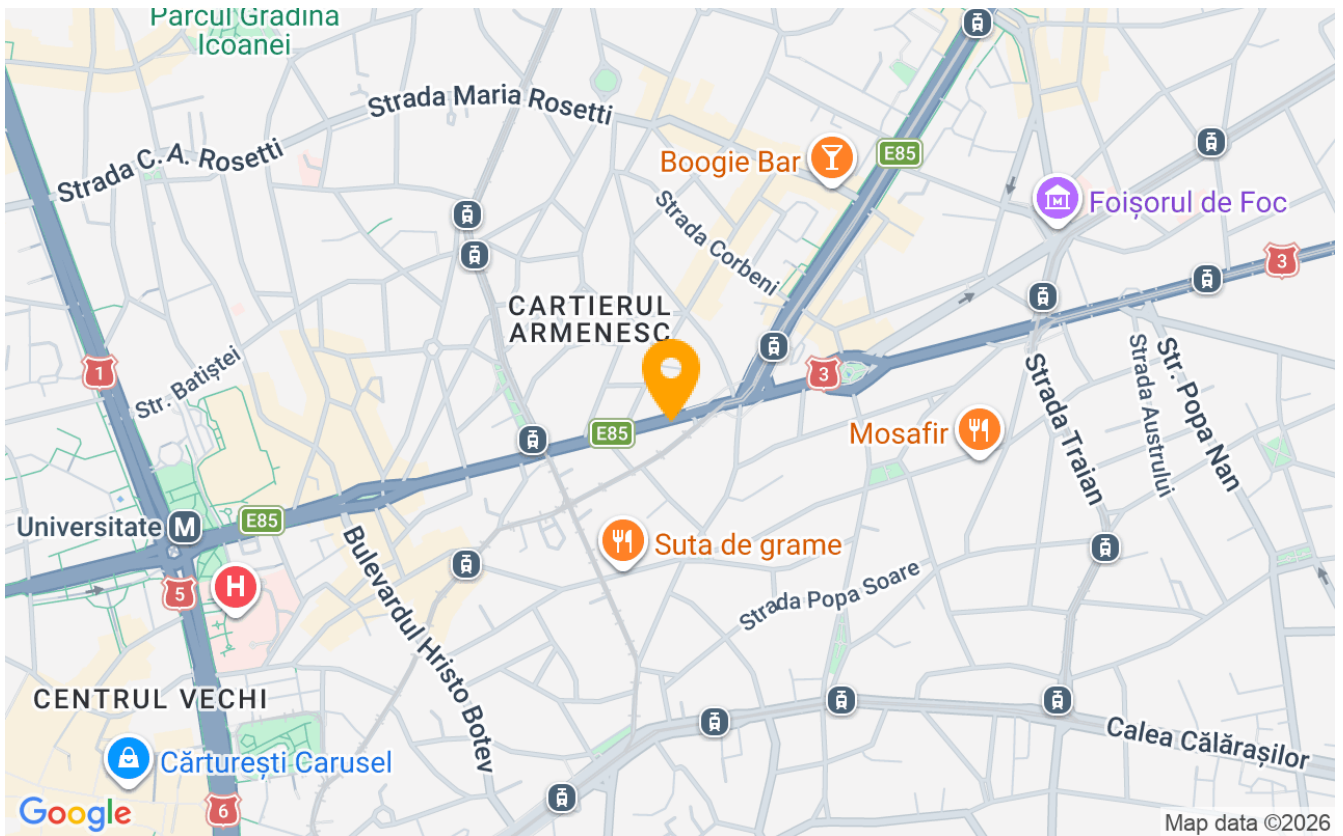 Parcul Grădina
Icoanei
Strada Maria Rosetti
Strada C. A. Rosetti
Boogie Bar
E85
Foișorul de Foc
Strada Corbeni
3
CARTIERUL
ARMENESC
1
Str. Batiștei
3
Strada Traian
Strada Austrului
Str. Popa Nan
E85
Mosafir
Universitate
M
E85
Suta de grame
Bulevardul Hristo Botev
H
5
Strada Popa Soare
CENTRUL VECHI
Cărturești Carusel
Calea Călărașilor
Google
6
Map data ©2026